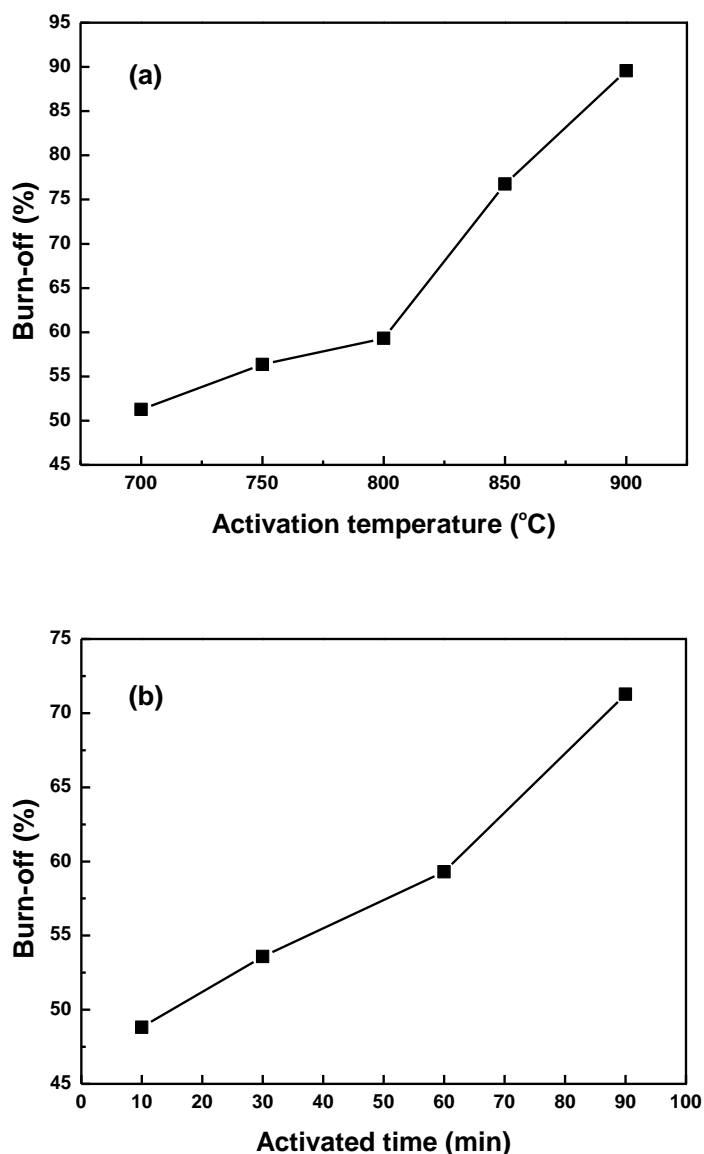 95
90
85
80
75
70
65
60
55
50
45
Burn-off (%)
(a)
700 750 800 850 900
Activation temperature (°C)
75
70
65
60
55
50
45
Burn-off (%)
(b)
0 10 20 30 40 50 60 70 80 90 100
Activated time (min)